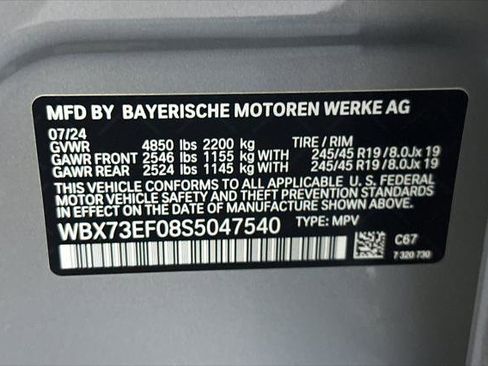 MFD BY BAYERISCHE MOTOREN WERKE AG
07/24
GVWR 4850 lbs 2200 kg TIRE / RIM
GAWR FRONT 2546 lbs 1155 kg WITH 245/45 R19 /8.0Jx 19
GAWR REAR 2524 lbs 1145 kg WITH 245/45 R19 /8.0Jx 19
THIS VEHICLE CONFORMS TO ALL APPLICABLE U. S. FEDERAL
MOTOR VEHICLE SAFETY AND THEFT PREVENTION STANDARDS
IN EFFECT ON THE DATE OF MANUFACTURE SHOWN ABOVE.
WBX73EF08S5047540 TYPE: MPV
C67
7 320 730